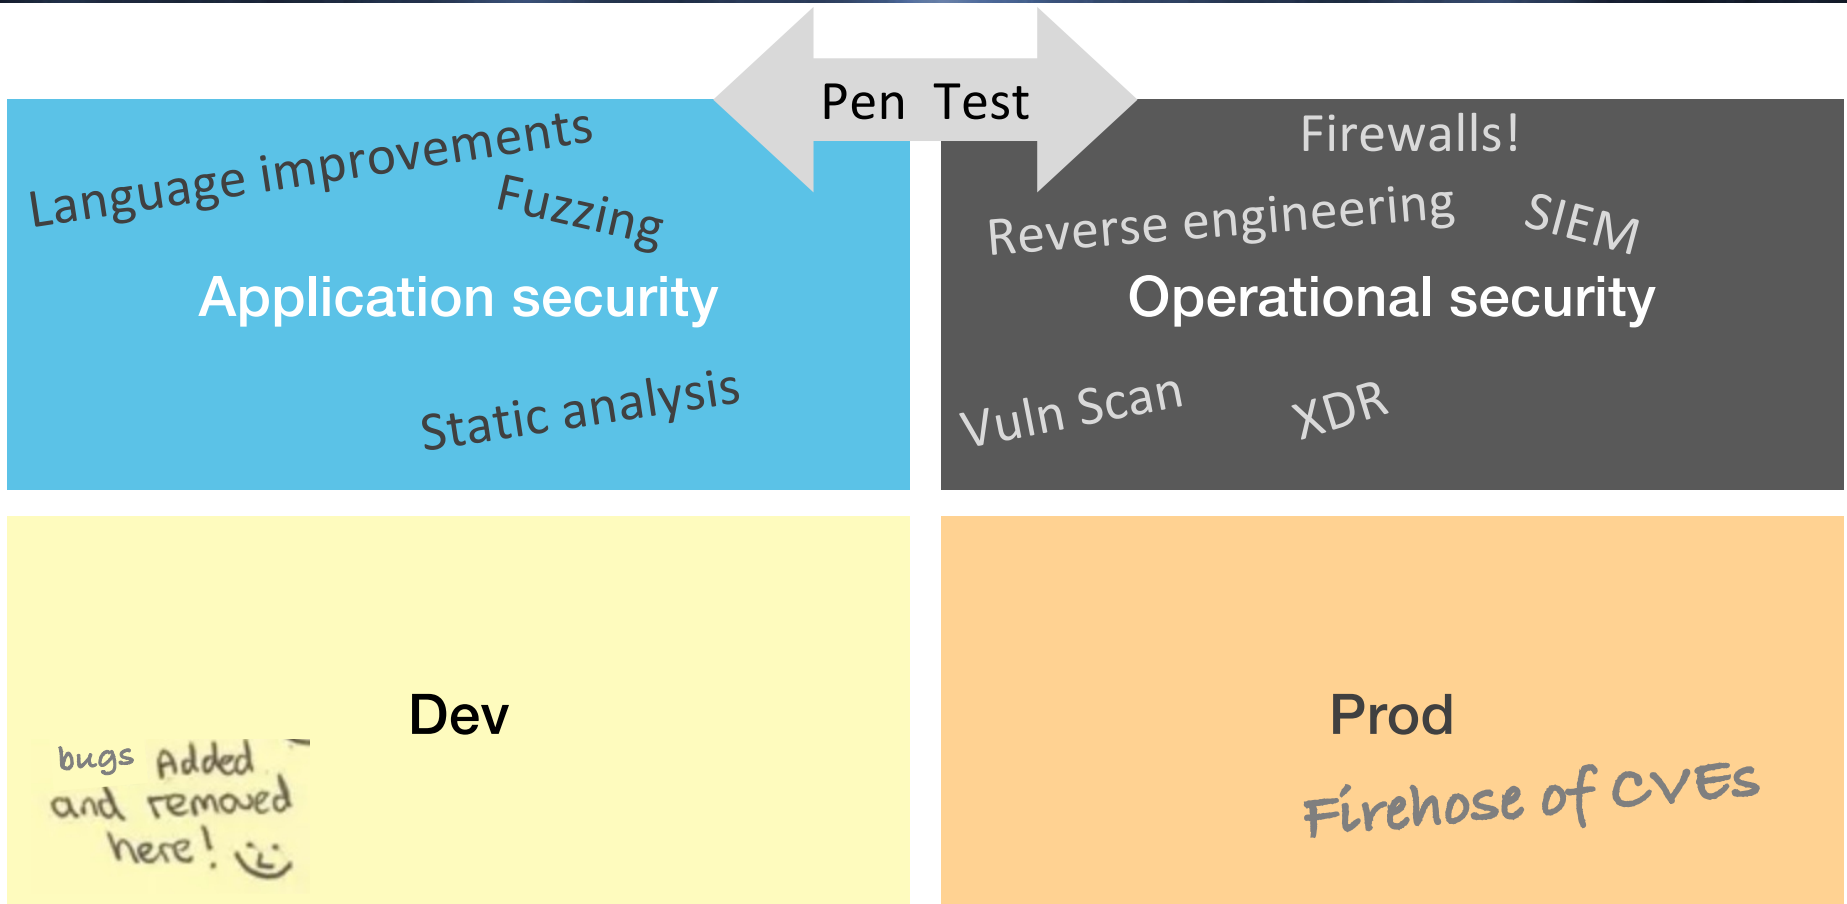 Pen Test
Language improvements
Fuzzing
Application security
Static analysis
Firewalls!
Reverse engineering
SIEM
Operational security
Vuln Scan
XDR
Dev
bugs Added
and removed
here!
Prod
Firehose of CVEs